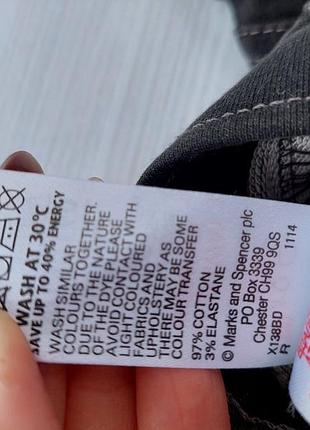 WASH AT 30°C
SAVE UP TO 40% ENERGY
WASH SIMILAR
COLOURS TOGETHER.
DUE TO THE NATURE
OF THE DYE PLEASE
AVOID CONTACT WITH
LIGHT COLOURED
FABRICS AND
UPHOLSTERY AS
THERE MAY BE SOME
COLOUR TRANSFER
97% COTTON
3% ELASTANE
© Marks and Spencer plc
PO Box 3339
Chester CH99 9QS
X138BD 1114
R